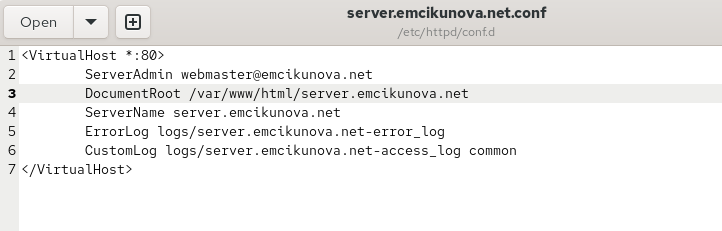 Open
server.emcikunova.net.conf
/etc/httpd/conf.d
1 <VirtualHost *:80>
2 ServerAdmin webmaster@emcikunova.net
3 DocumentRoot /var/www/html/server.emcikunova.net
4 ServerName server.emcikunova.net
5 ErrorLog logs/server.emcikunova.net-error_log
6 CustomLog logs/server.emcikunova.net-access_log common
7 </VirtualHost>